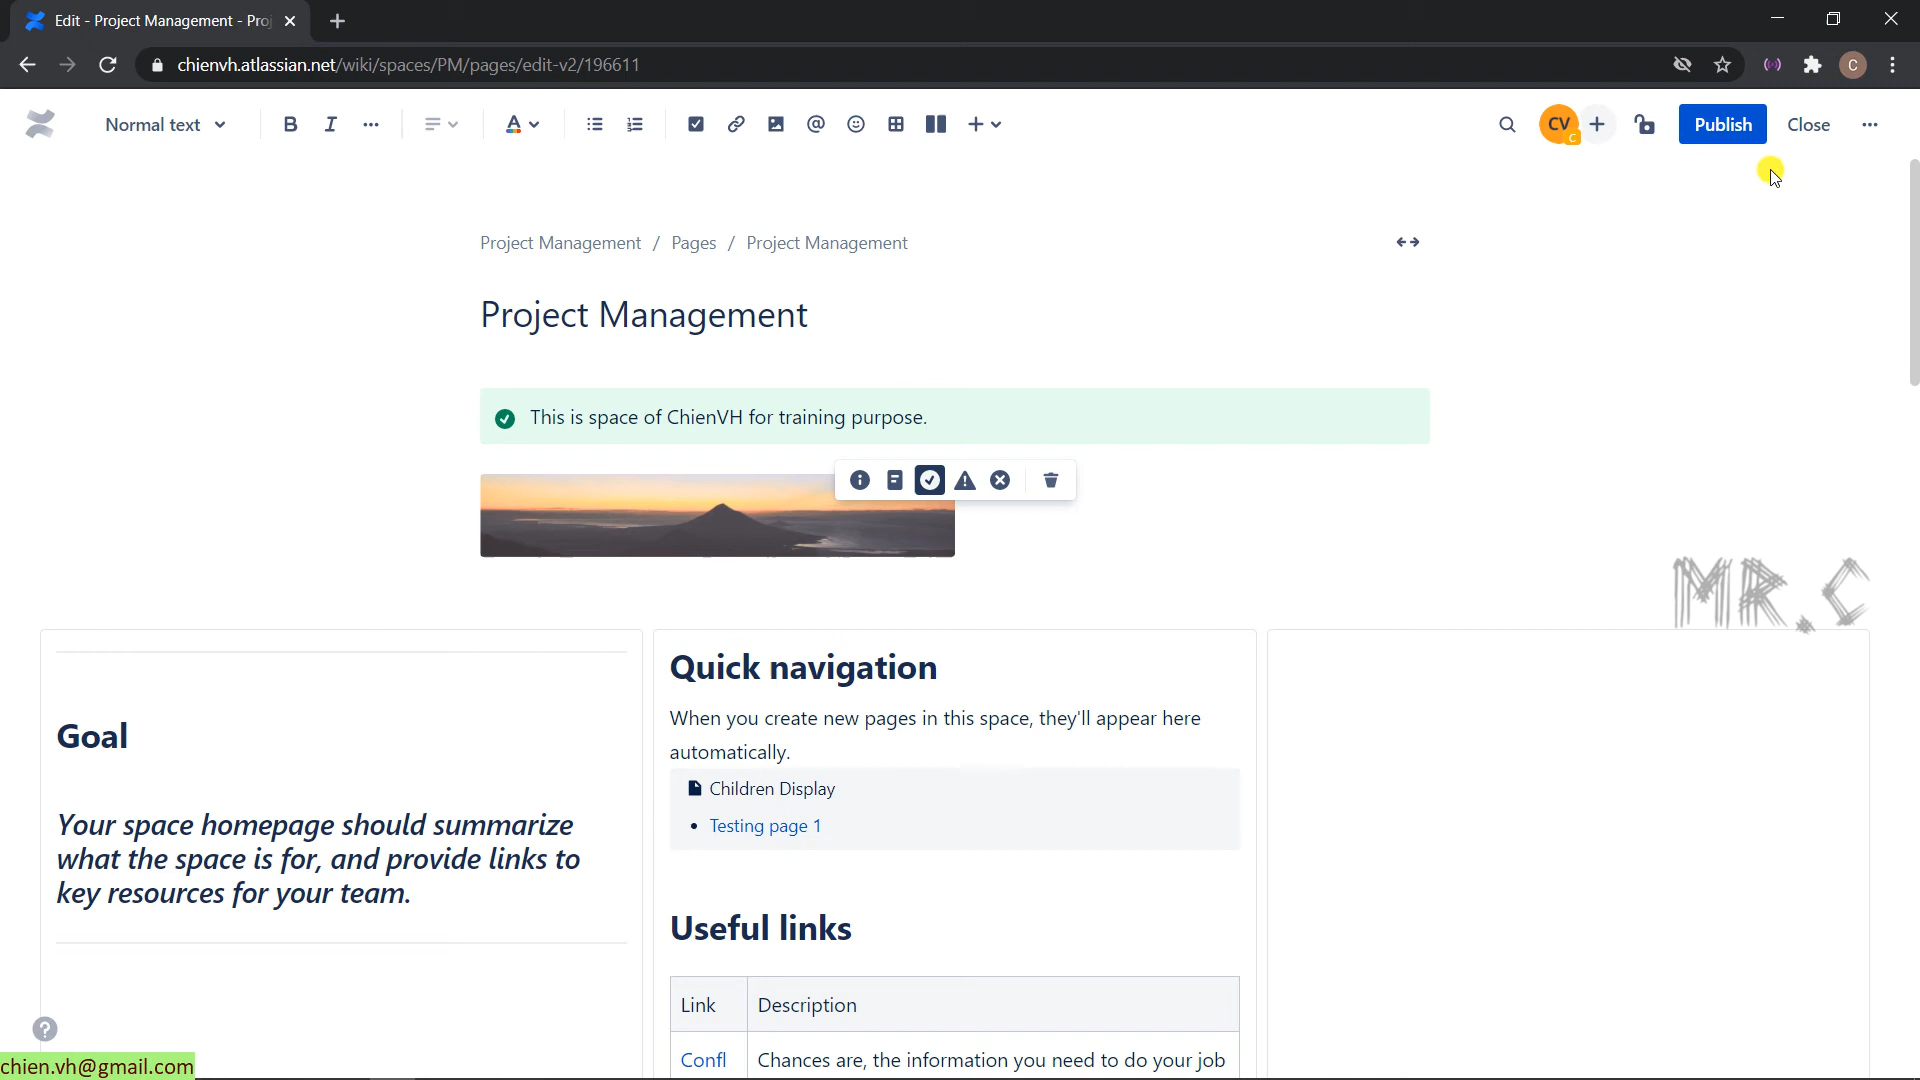 Edit - Project Management - Pro
chienvh.atlassian.net/wiki/spaces/PM/pages/edit-v2/196611
C
Normal text
CV
C
Publish
Close
Project Management / Pages / Project Management
Project Management
This is space of ChienVH for training purpose.
MR.C
Goal
Your space homepage should summarize
what the space is for, and provide links to
key resources for your team.
Quick navigation
When you create new pages in this space, they'll appear here
automatically.
Children Display
• Testing page 1
Useful links
Link Description
Confl Chances are, the information you need to do your job
chien.vh@gmail.com